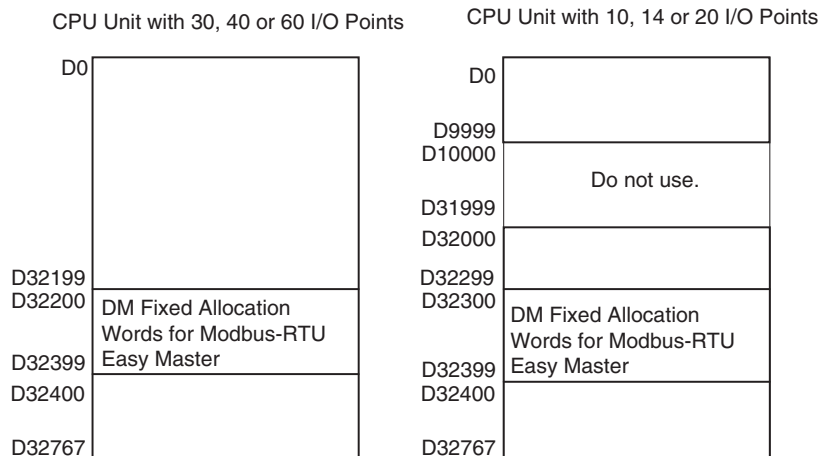 CPU Unit with 30, 40 or 60 I/O Points
D0
D32199
D32200
DM Fixed Allocation
Words for Modbus-RTU
Easy Master
D32399
D32400
D32767
CPU Unit with 10, 14 or 20 I/O Points
D0
D9999
D10000
Do not use.
D31999
D32000
D32299
D32300
DM Fixed Allocation
Words for Modbus-RTU
Easy Master
D32399
D32400
D32767